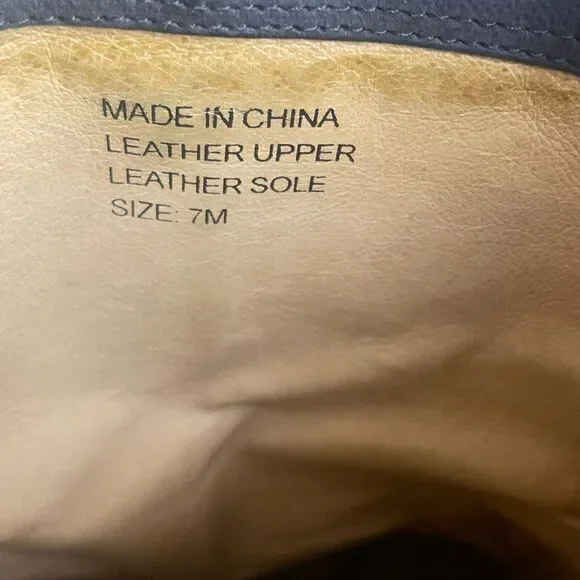 MADE iN CHINA
LEATHER UPPER
LEATHER SOLE
SIZE: 7M